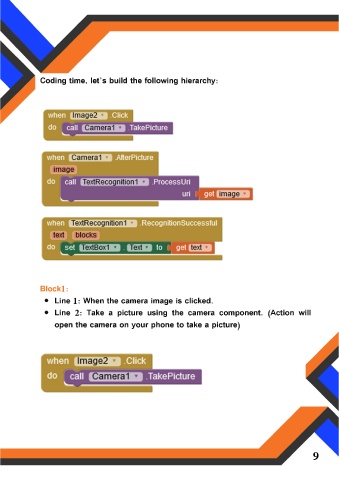 Coding time, let's build the following hierarchy:
when Image2 .Click
do call Camera1 .TakePicture
when Camera1 .AfterPicture
image
do call TextRecognition1 .ProcessUri
uri get image
when TextRecognition1 .RecognitionSuccessful
text blocks
do set TextBox1 . Text to get text
Block1:
• Line 1: When the camera image is clicked.
• Line 2: Take a picture using the camera component. (Action will
open the camera on your phone to take a picture)
when Image2 .Click
do call Camera1 .TakePicture
9